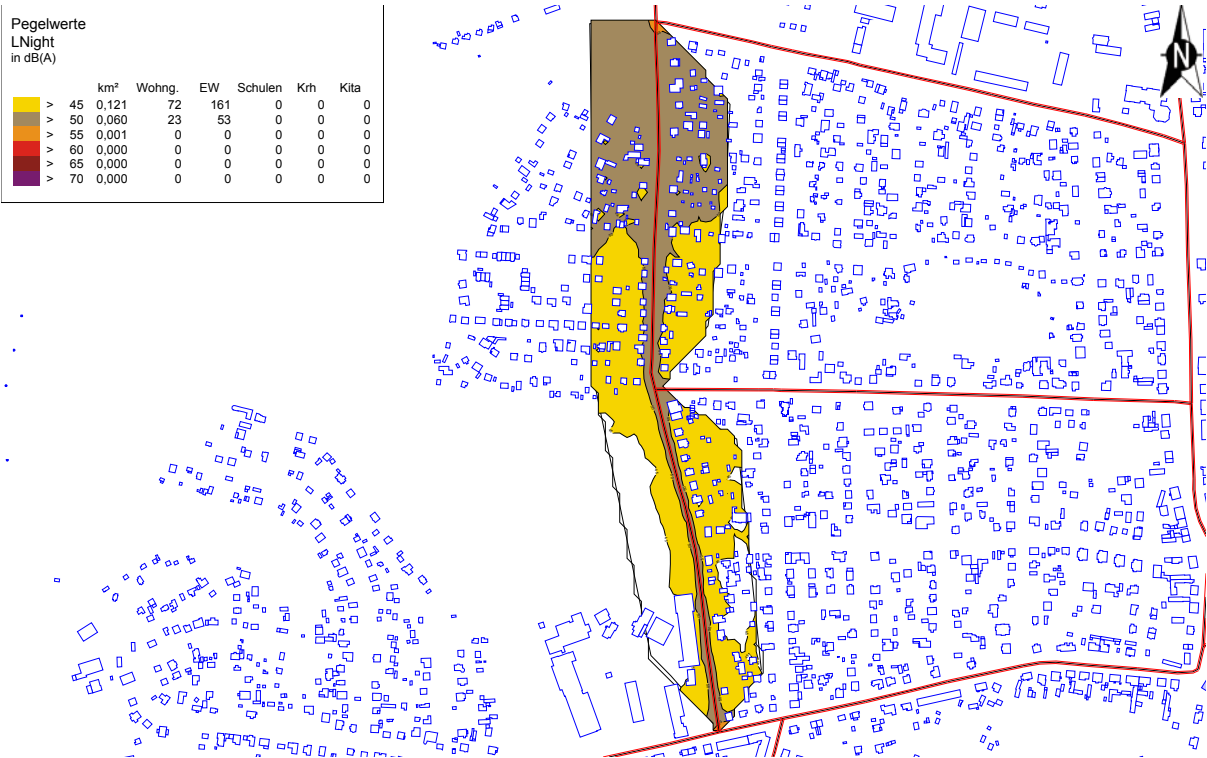 Pegelwerte
LNight
in dB(A)
km² Wohng. EW Schulen Krh Kita
> 45 0,121 72 161 0 0 0
> 50 0,060 23 53 0 0 0
> 55 0,001 0 0 0 0 0
> 60 0,000 0 0 0 0 0
> 65 0,000 0 0 0 0 0
> 70 0,000 0 0 0 0 0
N